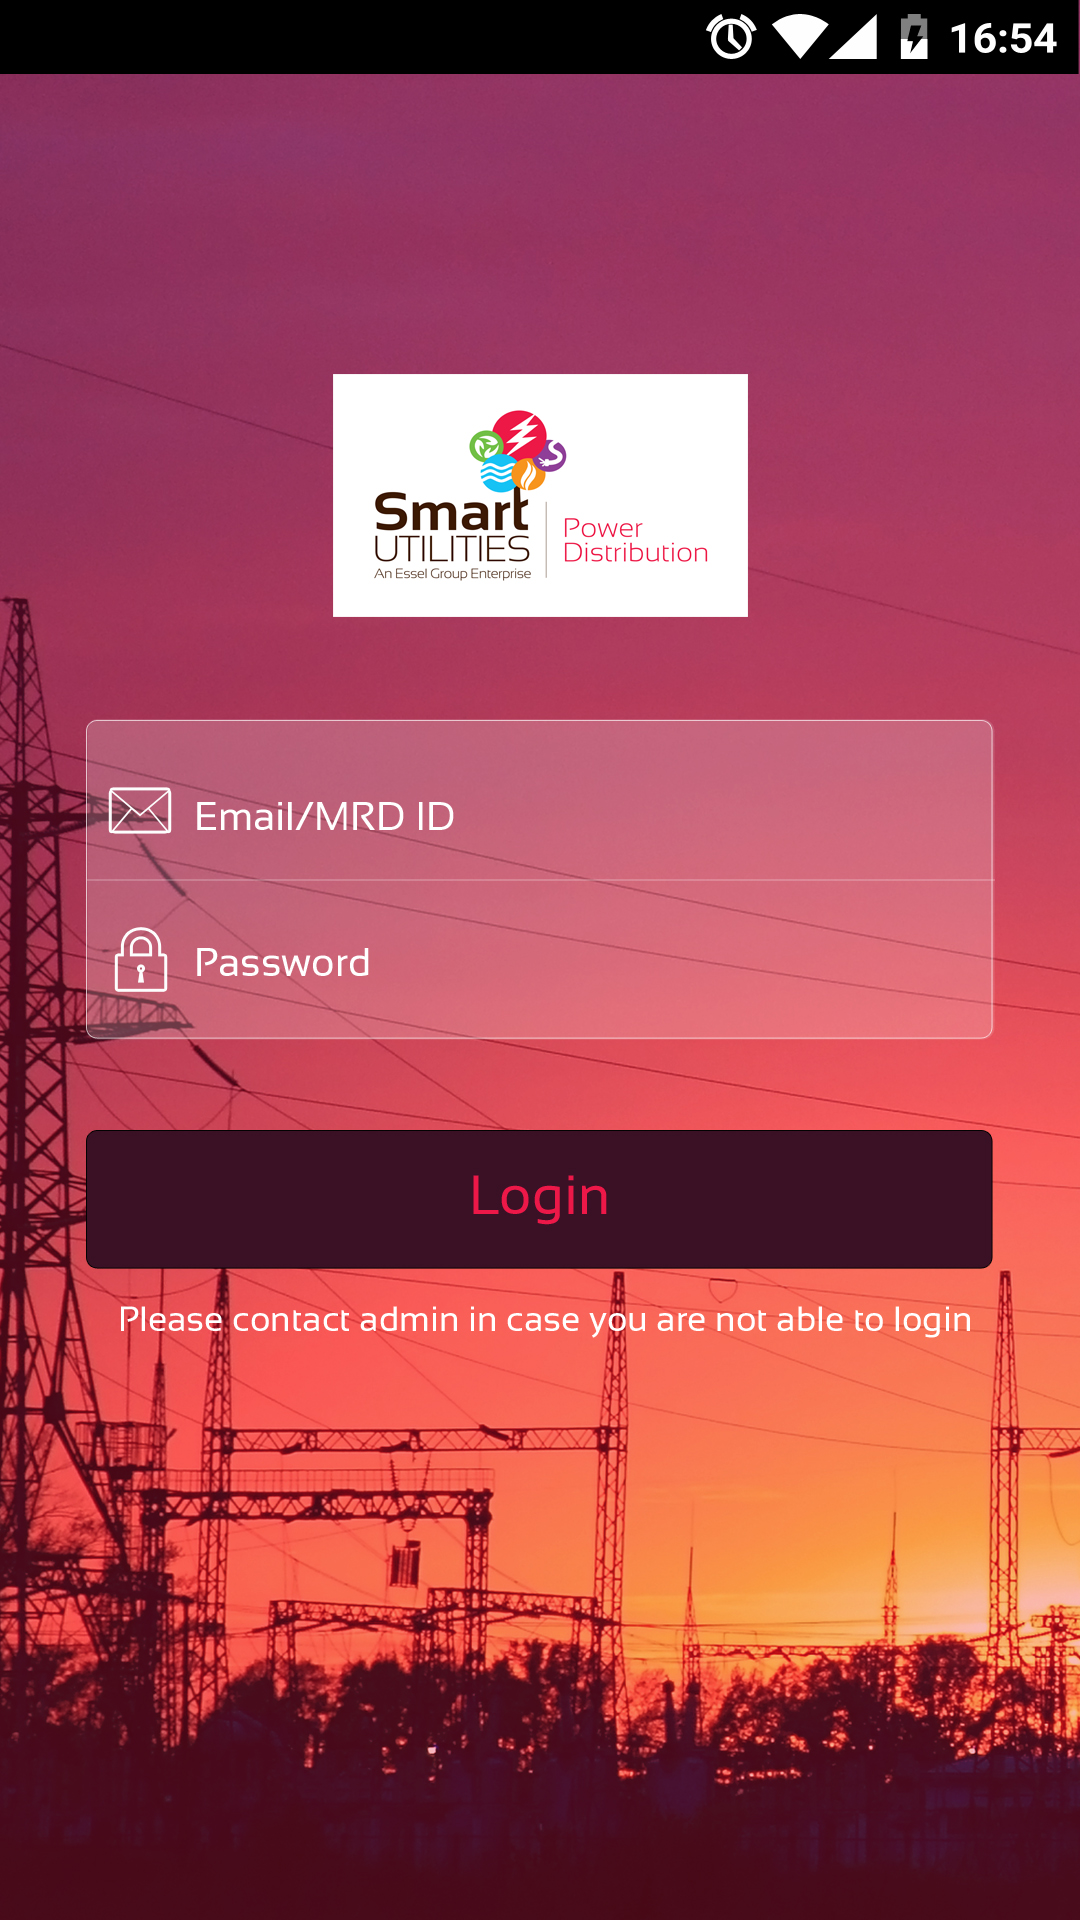 16:54
Smart
UTILITIES
An Essel Group Enterprise
Power
Distribution
Email/MRD ID
Password
Login
Please contact admin in case you are not able to login